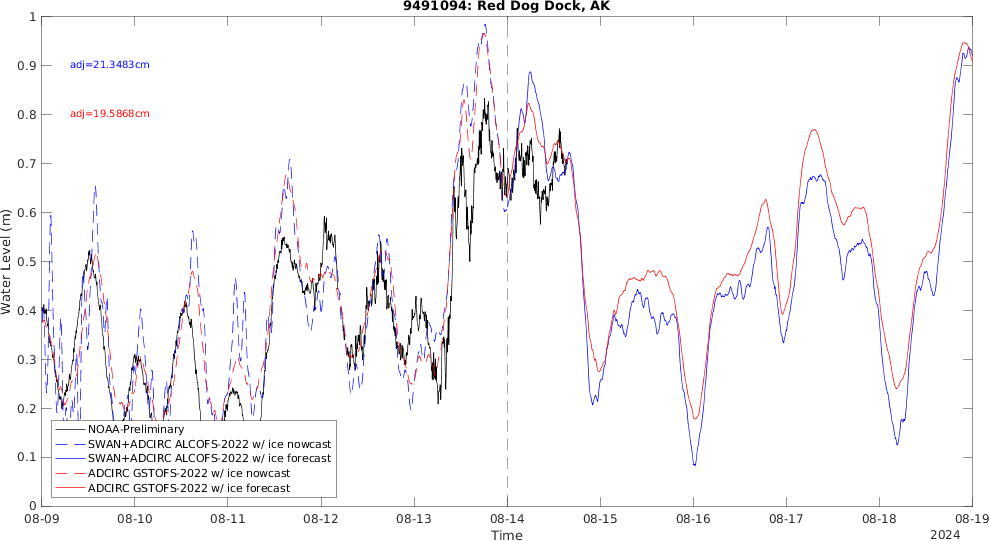 9491094: Red Dog Dock, AK
adj=21.3483cm
adj=19.5868cm
Water Level (m)
1
0.9
0.8
0.7
0.6
0.5
0.4
0.3
0.2
0.1
0
NOAA-Preliminary
SWAN+ADCIRC ALCOFS-2022 w/ ice nowcast
SWAN+ADCIRC ALCOFS-2022 w/ ice forecast
ADCIRC GSTOFS-2022 w/ ice nowcast
ADCIRC GSTOFS-2022 w/ ice forecast
08-09 08-10 08-11 08-12 08-13 08-14 08-15 08-16 08-17 08-18 08-19
Time
2024